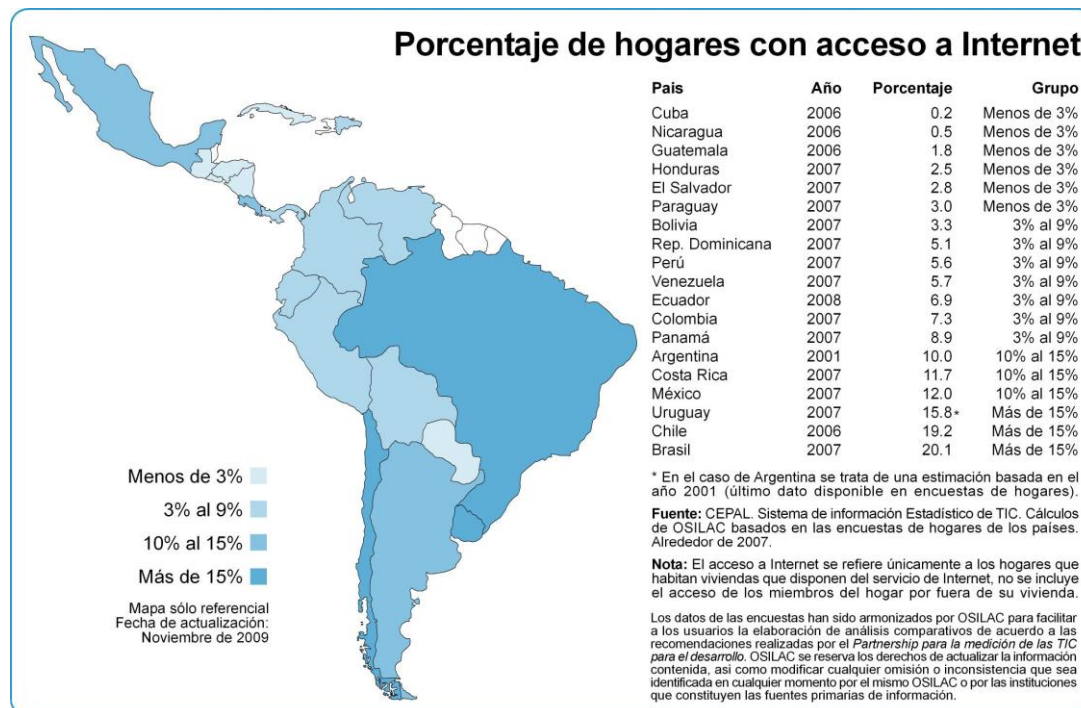 Porcentaje de hogares con acceso a Internet
Pais Año Porcentaje Grupo
Cuba 2006 0.2 Menos de 3%
Nicaragua 2006 0.5 Menos de 3%
Guatemala 2006 1.8 Menos de 3%
Honduras 2007 2.5 Menos de 3%
El Salvador 2007 2.8 Menos de 3%
Paraguay 2007 3.0 Menos de 3%
Bolivia 2007 3.3 3% al 9%
Rep. Dominicana 2007 5.1 3% al 9%
Perú 2007 5.6 3% al 9%
Venezuela 2007 5.7 3% al 9%
Ecuador 2008 6.9 3% al 9%
Colombia 2007 7.3 3% al 9%
Panamá 2007 8.9 3% al 9%
Argentina 2001 10.0 10% al 15%
Costa Rica 2007 11.7 10% al 15%
México 2007 12.0 10% al 15%
Uruguay 2007 15.8* Más de 15%
Chile 2006 19.2 Más de 15%
Brasil 2007 20.1 Más de 15%
* En el caso de Argentina se trata de una estimación basada en el
año 2001 (último dato disponible en encuestas de hogares).
Fuente: CEPAL. Sistema de información Estadístico de TIC. Cálculos
de OSILAC basados en las encuestas de hogares de los países.
Alrededor de 2007.
Nota: El acceso a Internet se refiere únicamente a los hogares que
habitan viviendas que disponen del servicio de Internet, no se incluye
el acceso de los miembros del hogar por fuera de su vivienda.
Los datos de las encuestas han sido armonizados por OSILAC para facilitar
a los usuarios la elaboración de análisis comparativos de acuerdo a las
recomendaciones realizadas por el Partnership para la medición de las TIC
para el desarrollo. OSILAC se reserva los derechos de actualizar la información
contenida, asi como modificar cualquier omisión o inconsistencia que sea
identificada en cualquier momento por el mismo OSILAC o por las instituciones
que constituyen las fuentes primarias de información.
Menos de 3%
3% al 9%
10% al 15%
Más de 15%
Mapa sólo referencial
Fecha de actualización:
Noviembre de 2009